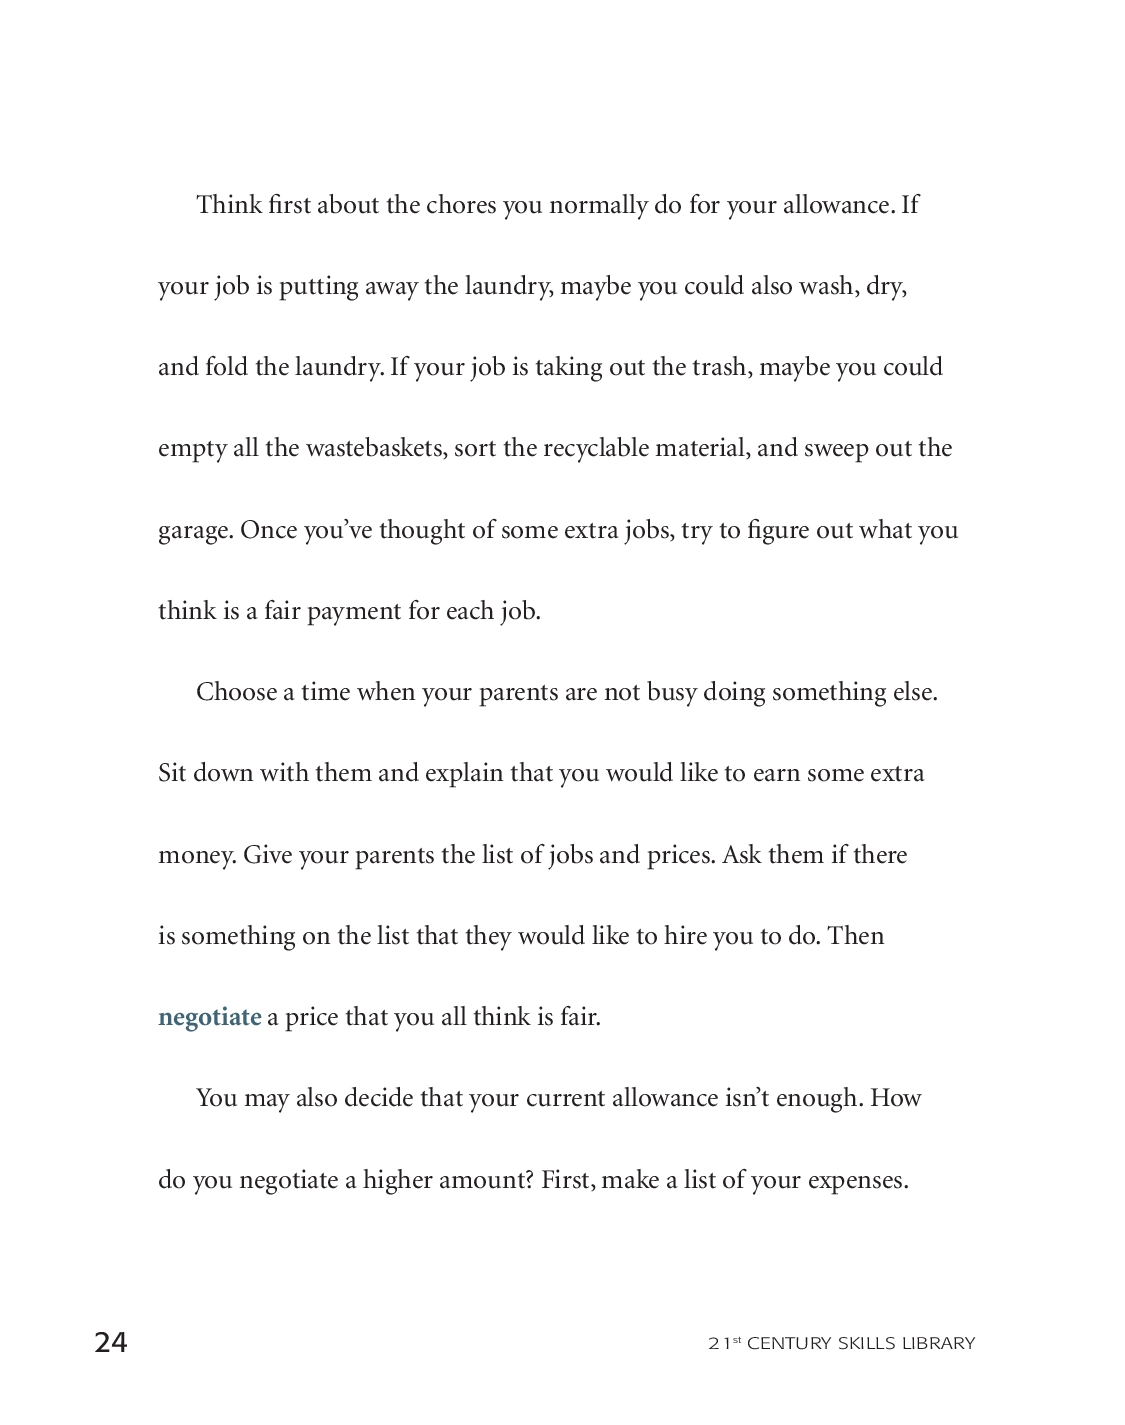 Think first about the chores you normally do for your allowance. If
your job is putting away the laundry, maybe you could also wash, dry,
and fold the laundry. If your job is taking out the trash, maybe you could
empty all the wastebaskets, sort the recyclable material, and sweep out the
garage. Once you’ve thought of some extra jobs, try to figure out what you
think is a fair payment for each job.
Choose a time when your parents are not busy doing something else.
Sit down with them and explain that you would like to earn some extra
money. Give your parents the list of jobs and prices. Ask them if there
is something on the list that they would like to hire you to do. Then
negotiate a price that you all think is fair.
You may also decide that your current allowance isn’t enough. How
do you negotiate a higher amount? First, make a list of your expenses.
24
21st CENTURY SKILLS LIBRARY